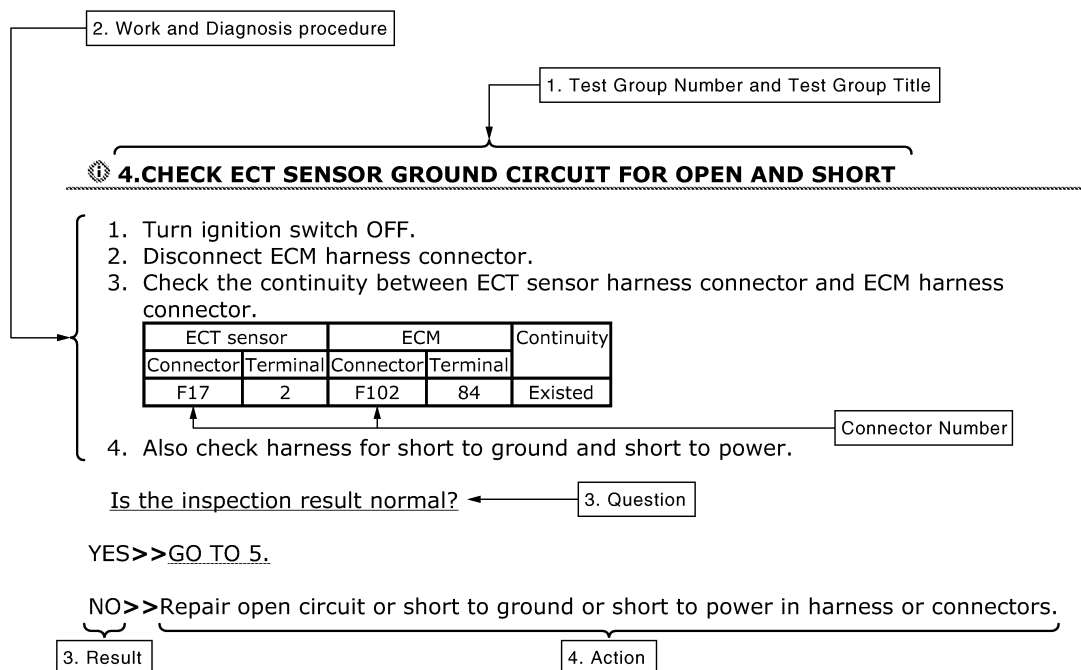 2. Work and Diagnosis procedure
1. Test Group Number and Test Group Title
4.CHECK ECT SENSOR GROUND CIRCUIT FOR OPEN AND SHORT
1. Turn ignition switch OFF.
2. Disconnect ECM harness connector.
3. Check the continuity between ECT sensor harness connector and ECM harness
connector.
ECT sensor ECM Continuity
Connector Terminal Connector Terminal
F17 2 F102 84 Existed
Connector Number
4. Also check harness for short to ground and short to power.
Is the inspection result normal?
3. Question
YES>>GO TO 5.
NO>>Repair open circuit or short to ground or short to power in harness or connectors.
3. Result
4. Action